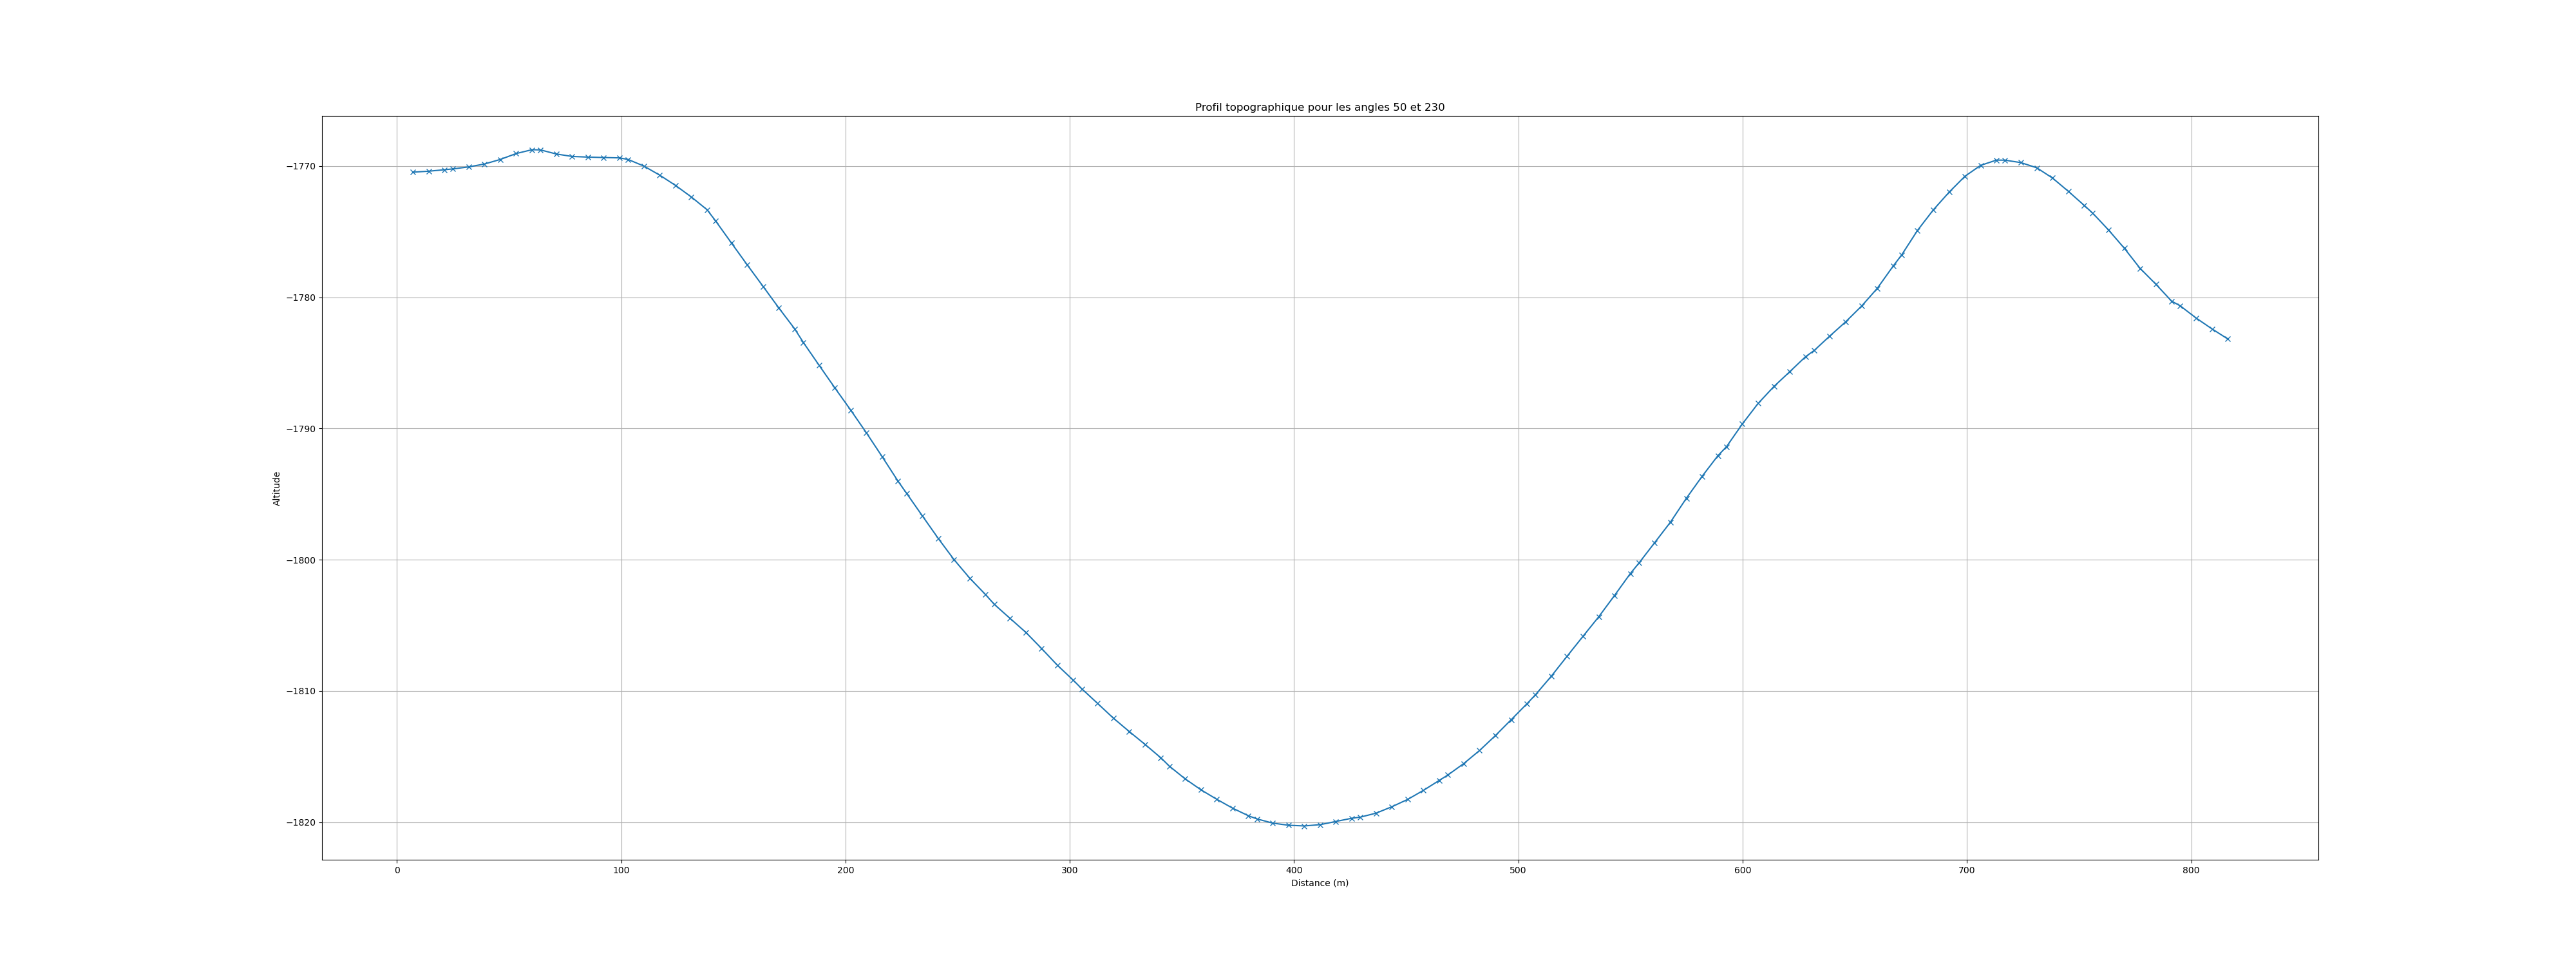 Profil topographique pour les angles 50 et 230
−1770
−1780
−1790
−1800
−1810
−1820
Altitude
0 100 200 300 400 500 600 700 800
Distance (m)